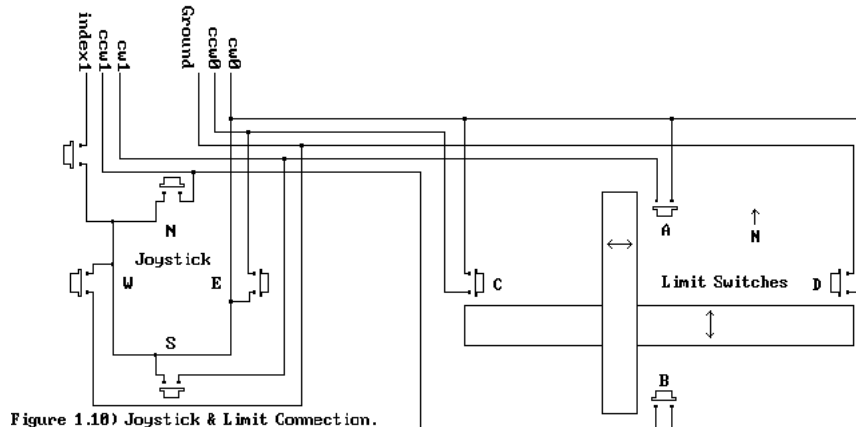 index1
ccw1
cw1
Ground
ccw0
cw0
N
Joystick
W
E
S
A
N
C
Limit Switches
D
B
Figure 1.10) Joystick & Limit Connection.